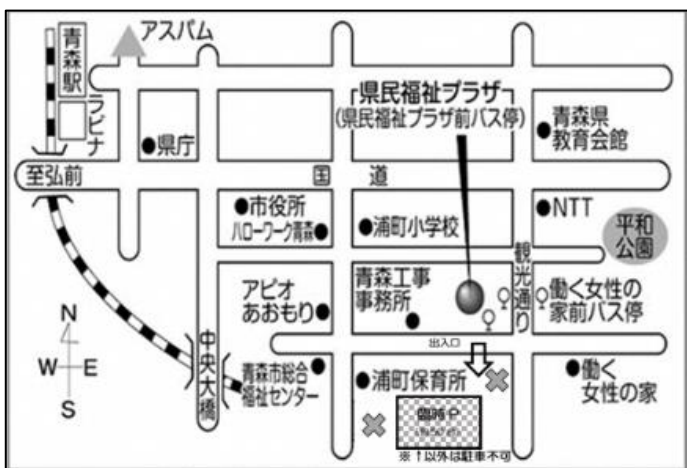 アスパム
青森駅
ラビナ
県民福祉プラザ
(県民福祉プラザ前バス停)
県庁
青森県
教育会館
至弘前
国道
市役所
ハローワーク青森
浦町小学校
NTT
平和
公園
観光通り
アピオ
あおもり
青森工事
事務所
働く女性の
家前バス停
N
W
E
S
中央大橋
出入口
青森市総合
福祉センター
浦町保育所
働く
女性の家
臨時P
※↑以外は駐車不可